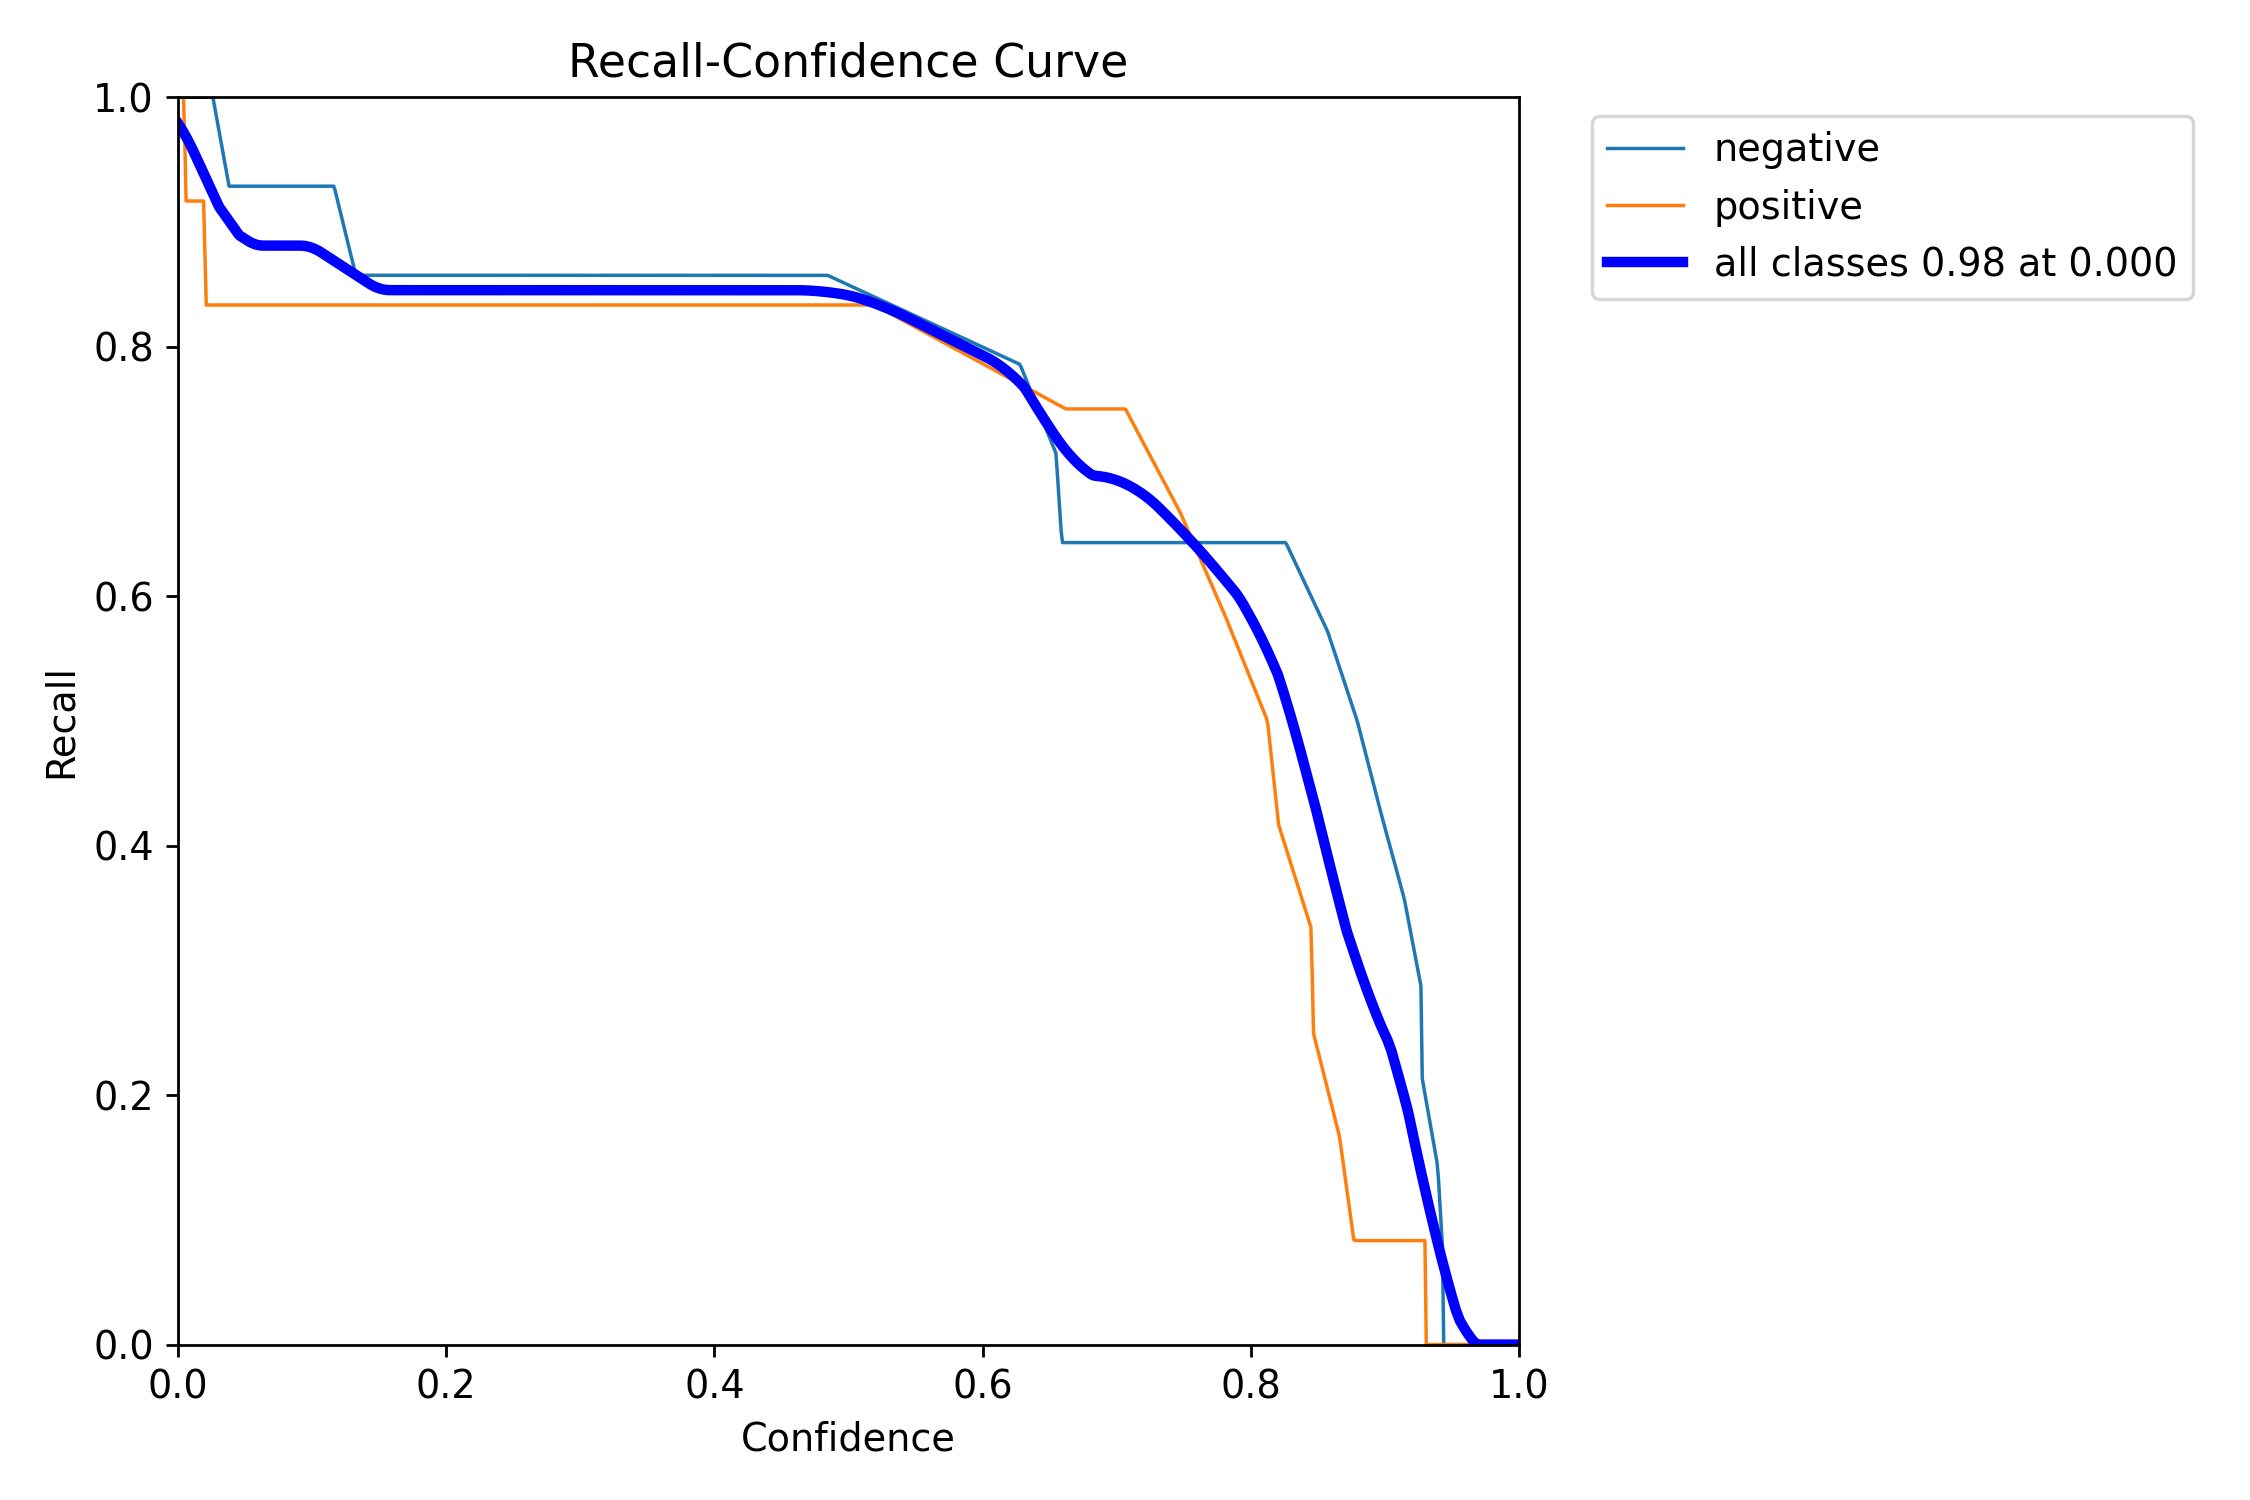 Recall-Confidence Curve
1.0
0.8
0.6
0.4
0.2
0.0
Recall
0.0 0.2 0.4 0.6 0.8 1.0
Confidence
negative
positive
all classes 0.98 at 0.000